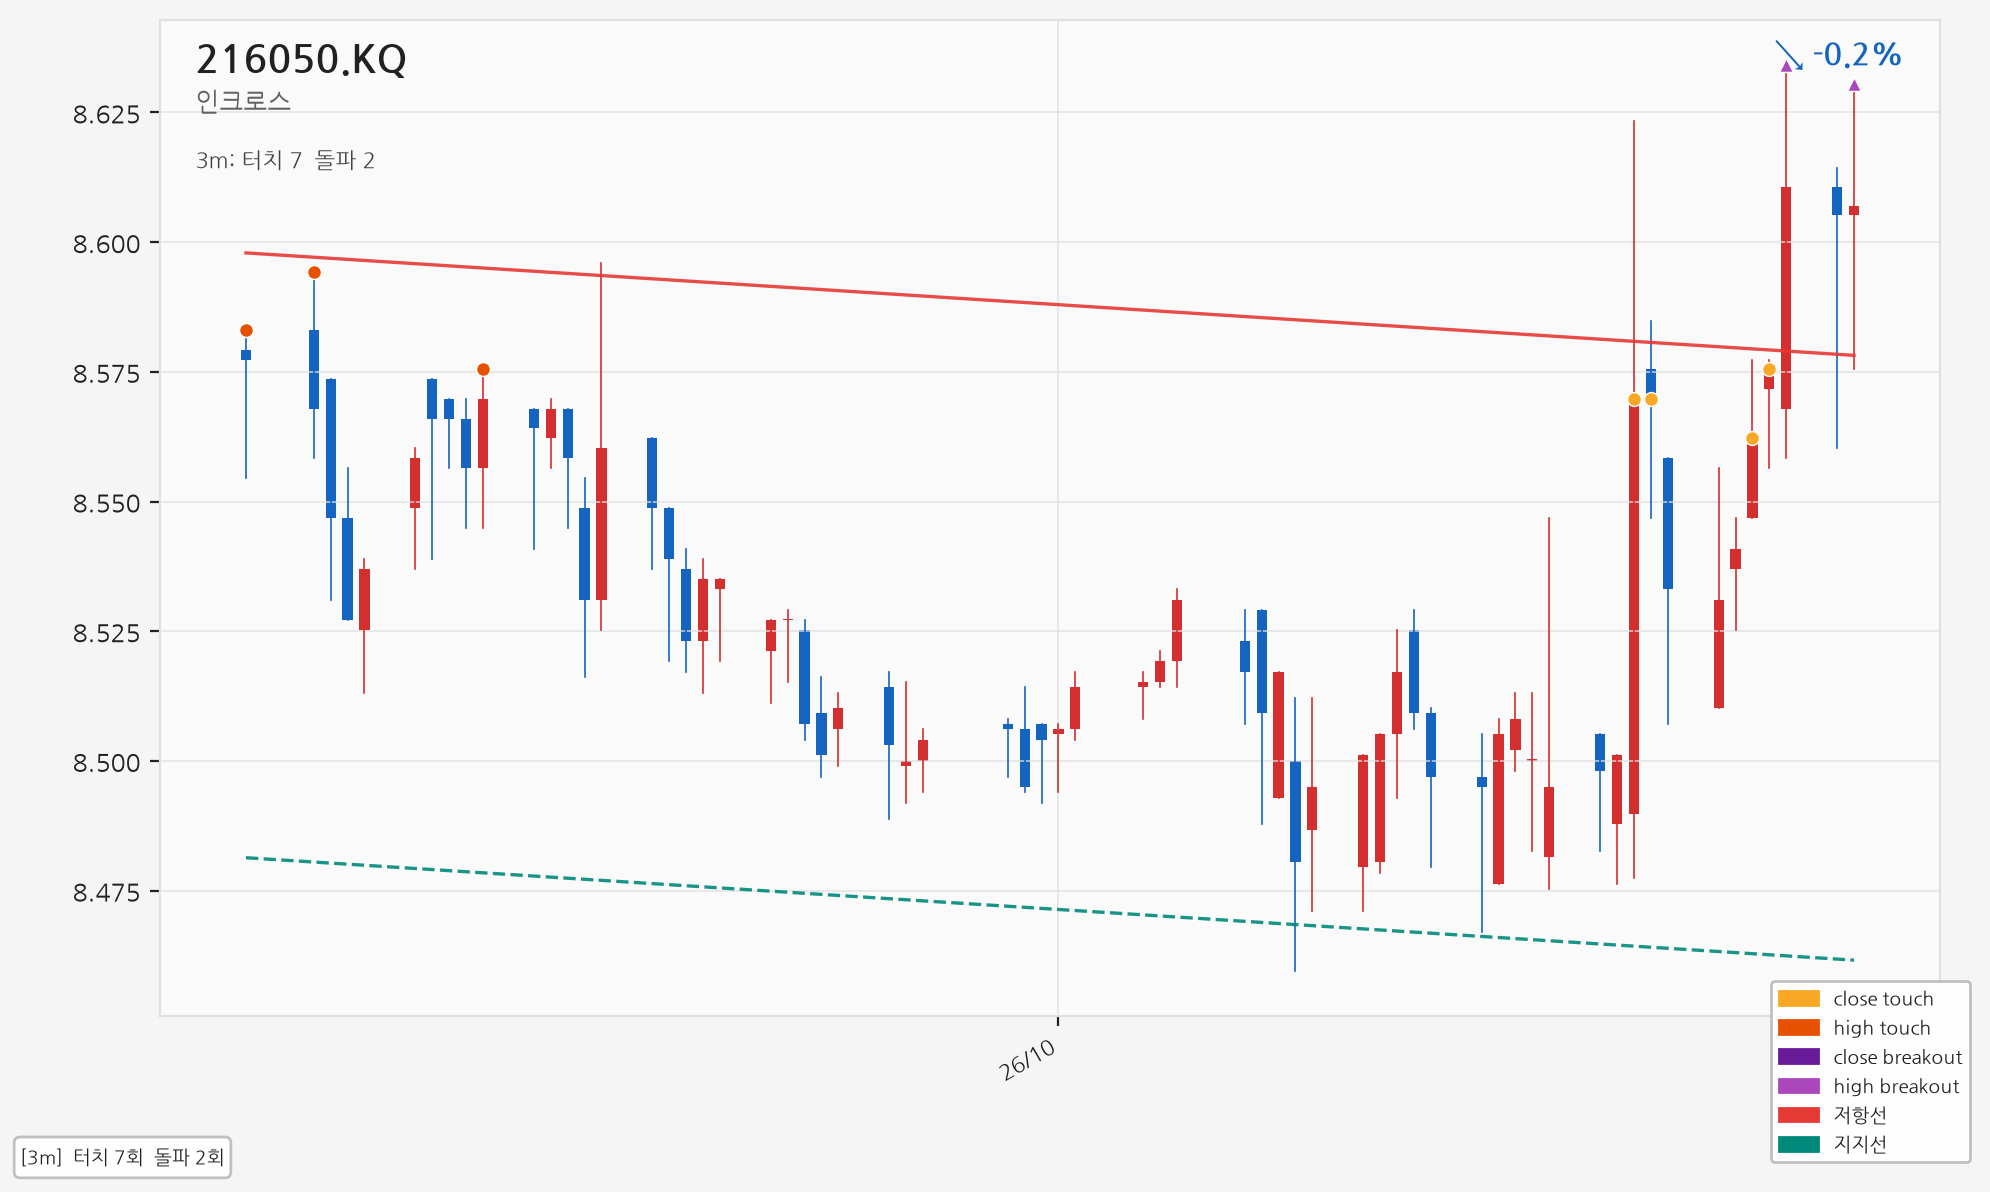 216050.KQ
인크로스
3m: 터치 7  돌파 2
-0.2%
8.625
8.600
8.575
8.550
8.525
8.500
8.475
26/10
close touch
high touch
close breakout
high breakout
저항선
지지선
[3m]  터치 7회  돌파 2회